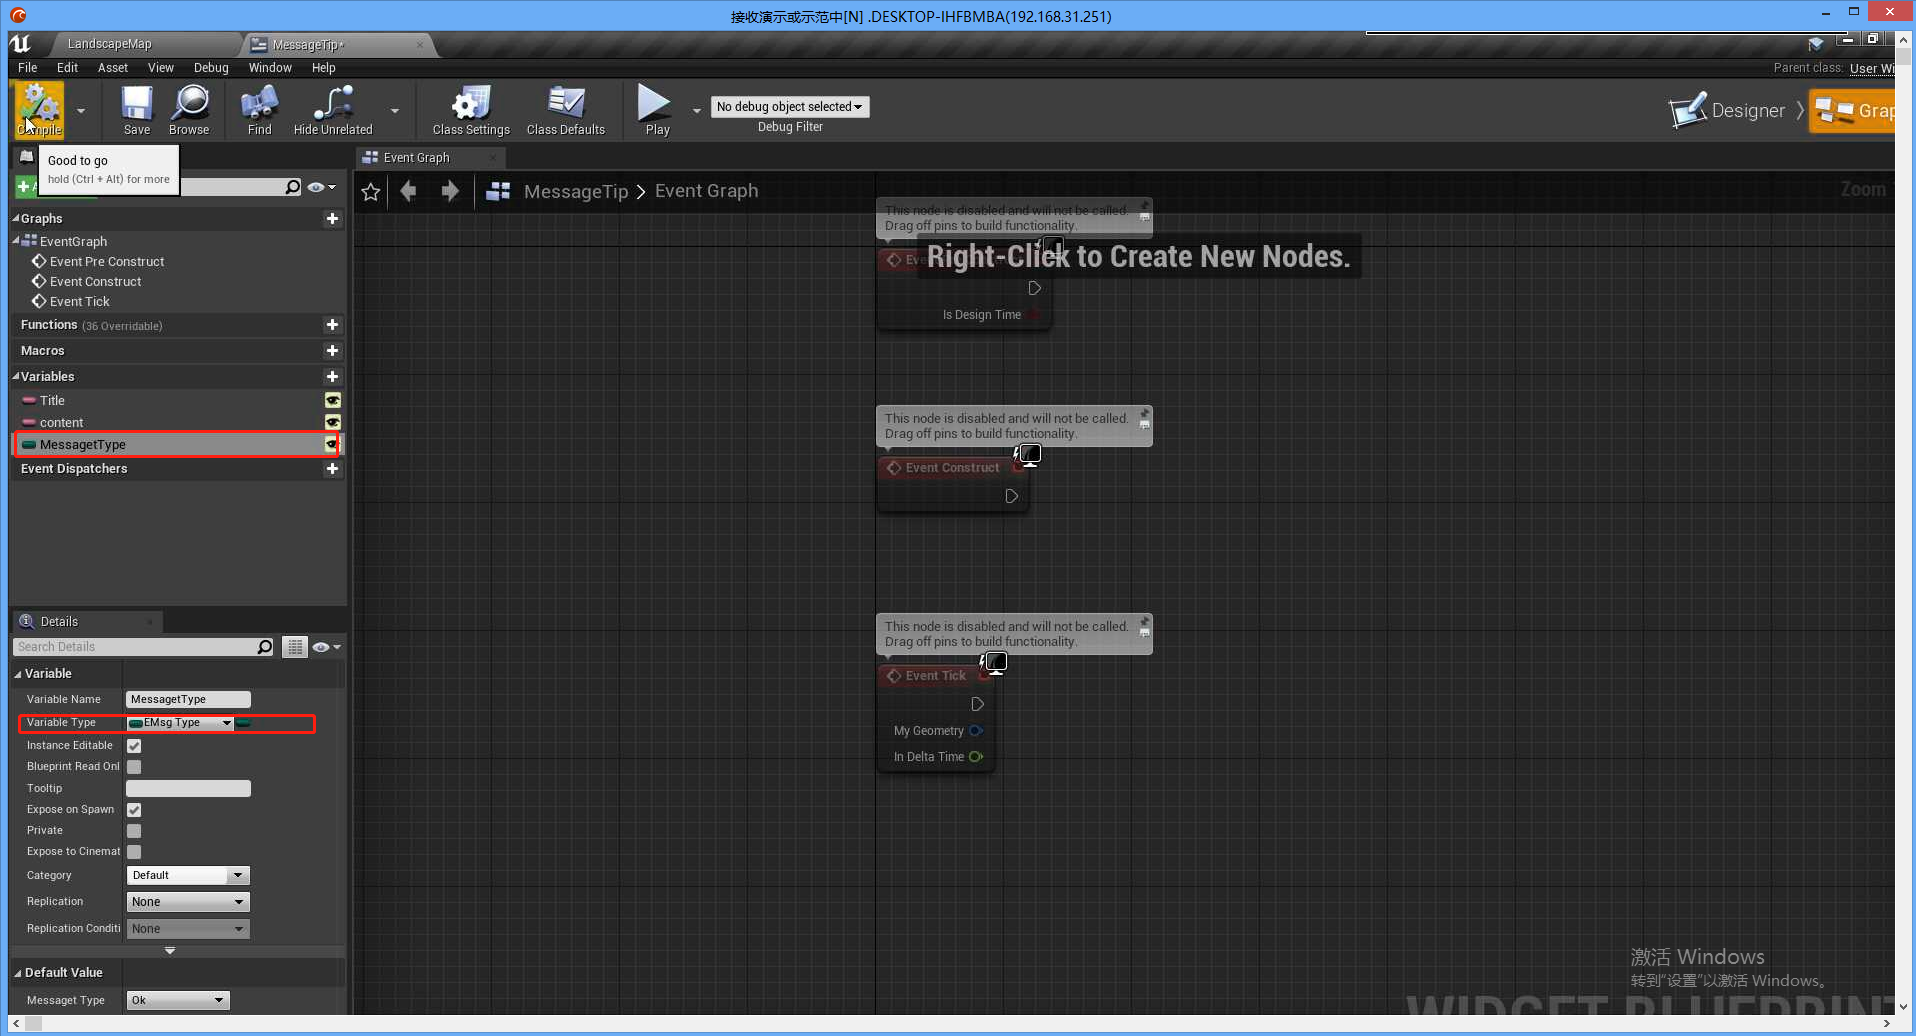 接收演示或示范中[N] .DESKTOP-IHFBMBA(192.168.31.251)
LandscapeMap
MessageTip*
File Edit Asset View Debug Window Help
Parent class: User Wi
Compile
Save
Browse
Find
Hide Unrelated
Class Settings
Class Defaults
Play
No debug object selected
Debug Filter
Designer
Grap
Good to go
hold (Ctrl + Alt) for more
Event Graph
MessageTip > Event Graph
Zoom
Graphs
EventGraph
Event Pre Construct
Event Construct
Event Tick
Functions (36 Overridable)
Macros
Variables
Title
content
MessagetType
Event Dispatchers
This node is disabled and will not be called.
Drag off pins to build functionality.
Right-Click to Create New Nodes.
Is Design Time
This node is disabled and will not be called.
Drag off pins to build functionality.
Event Construct
This node is disabled and will not be called.
Drag off pins to build functionality.
Event Tick
My Geometry
In Delta Time
Details
Search Details
Variable
Variable Name MessagetType
Variable Type EMsg Type
Instance Editable
Blueprint Read Onl
Tooltip
Expose on Spawn
Private
Expose to Cinemat
Category Default
Replication None
Replication Conditi None
Default Value
Messaget Type Ok
激活 Windows
转到"设置"以激活 Windows。
WIDGET BLUEPRINT